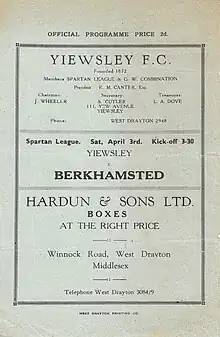 OFFICIAL PROGRAMME PRICE 2d.
YIEWSLEY F.C.
Founded 1872
Members SPARTAN LEAGUE & G. W. COMBINATION
President R. M. CANTER, Esq.
Chairman: Secretary: Treasurer:
J. WHEELER S. CUTLER L. A. DOVE
111, YEW AVENUE
YIEWSLEY
Phone: WEST DRAYTON 2948
Spartan League. Sat, April 3rd. Kick-off 3-30
YIEWSLEY
v
BERKHAMSTED
HARDUN & SONS LTD.
BOXES
AT THE RIGHT PRICE
Winnock Road, West Drayton
Middlesex
Telephone West Drayton 3084/9
WEST DRAYTON PRINTING CO.